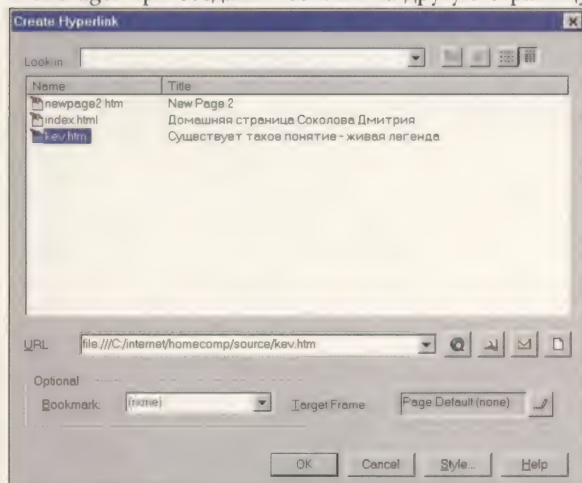 Create Hyperlink
Look in:
Name Title
newpage2.htm New Page 2
index.html Домашняя страница Соколова Дмитрия
kev.htm Существует такое понятие - живая легенда
URL file:///C:/internet/homecomp/source/kev.htm
Optional
Bookmark: (none) Target Frame Page Default (none)
OK Cancel Style... Help